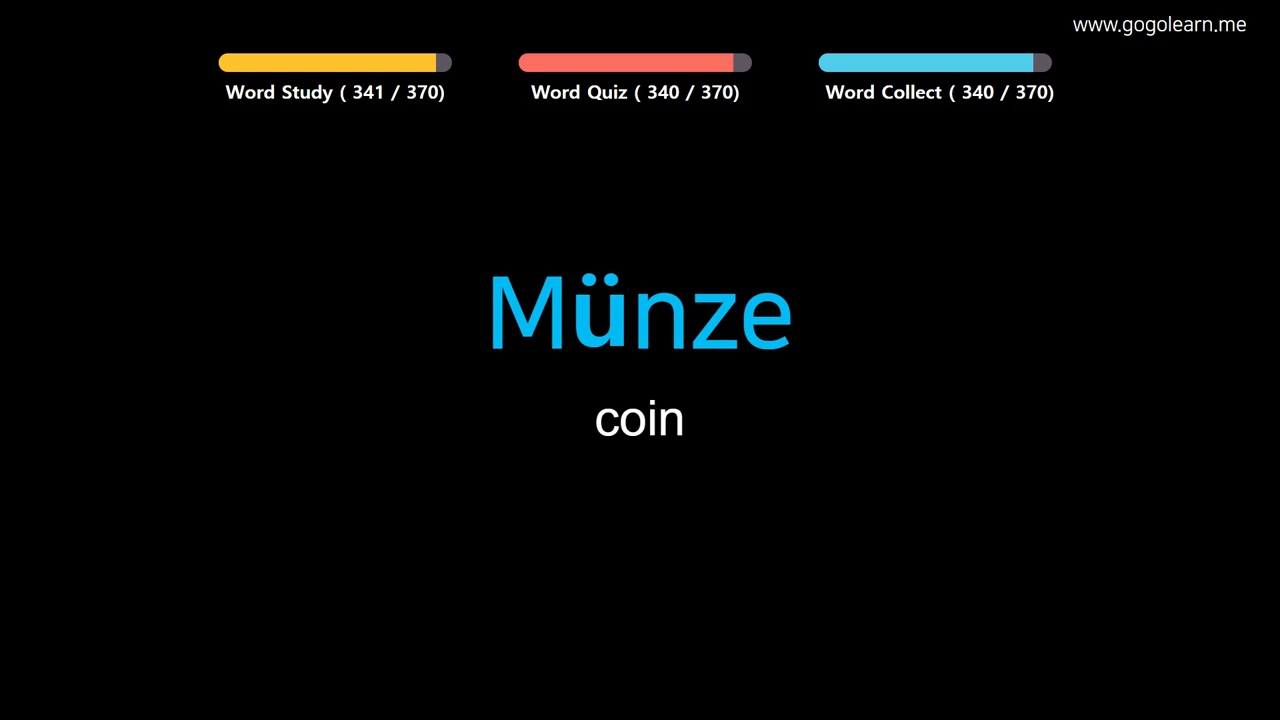 www.gogolearn.me
Word Study ( 341 / 370)
Word Quiz ( 340 / 370)
Word Collect ( 340 / 370)
Münze
coin